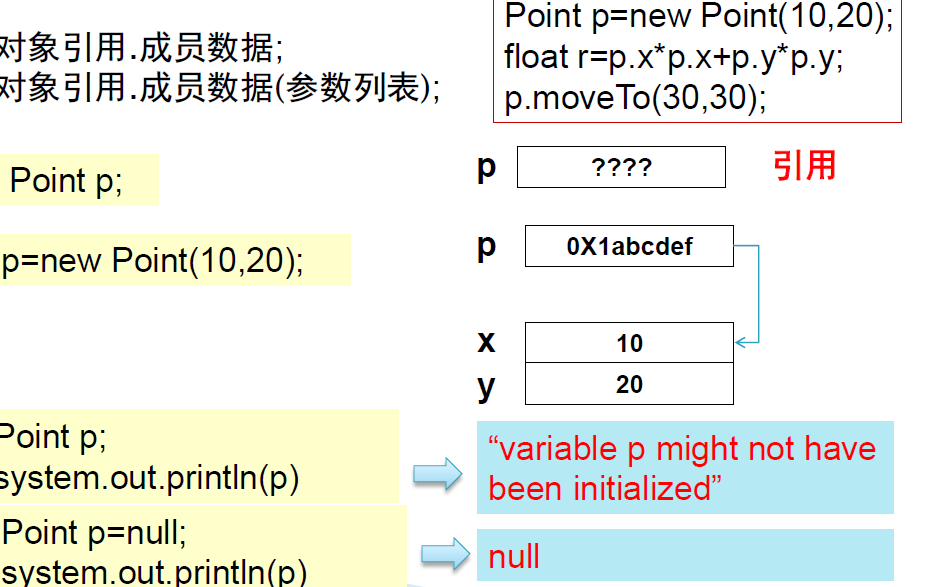 Point p=new Point(10,20);
对象引用.成员数据;
float r=p.x*p.x+p.y*p.y;
对象引用.成员数据(参数列表);
p.moveTo(30,30);
Point p;
p ????
引用
p=new Point(10,20);
p 0X1abcdef
x 10
y 20
Point p;
system.out.println(p)
“variable p might not have
been initialized”
Point p=null;
system.out.println(p)
null